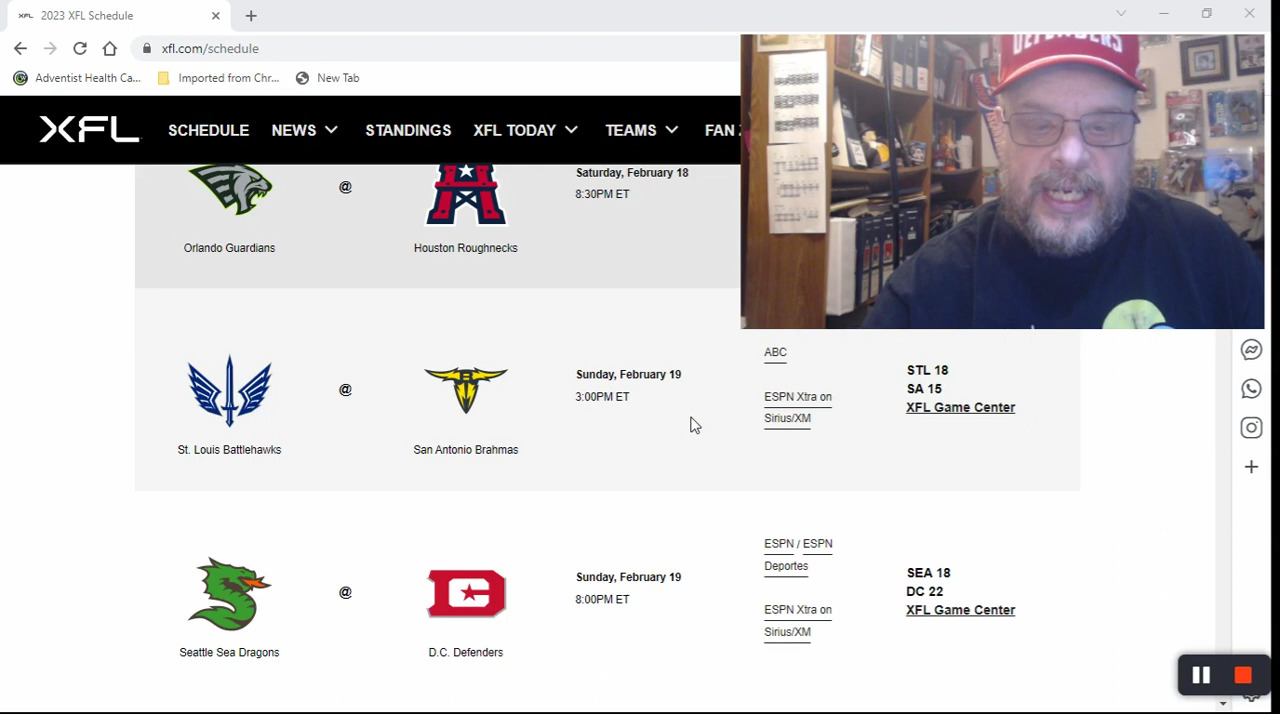 XFL 2023 XFL Schedule
xfl.com/schedule
Adventist Health Ca... Imported from Chr... New Tab
XFL SCHEDULE NEWS STANDINGS XFL TODAY TEAMS FAN
DEFENDERS
@
Saturday, February 18
8:30PM ET
Orlando Guardians
Houston Roughnecks
@
Sunday, February 19
3:00PM ET
ABC
ESPN Xtra on
Sirius/XM
STL 18
SA 15
XFL Game Center
St. Louis Battlehawks
San Antonio Brahmas
@
Sunday, February 19
8:00PM ET
ESPN / ESPN
Deportes
ESPN Xtra on
Sirius/XM
SEA 18
DC 22
XFL Game Center
Seattle Sea Dragons
D.C. Defenders